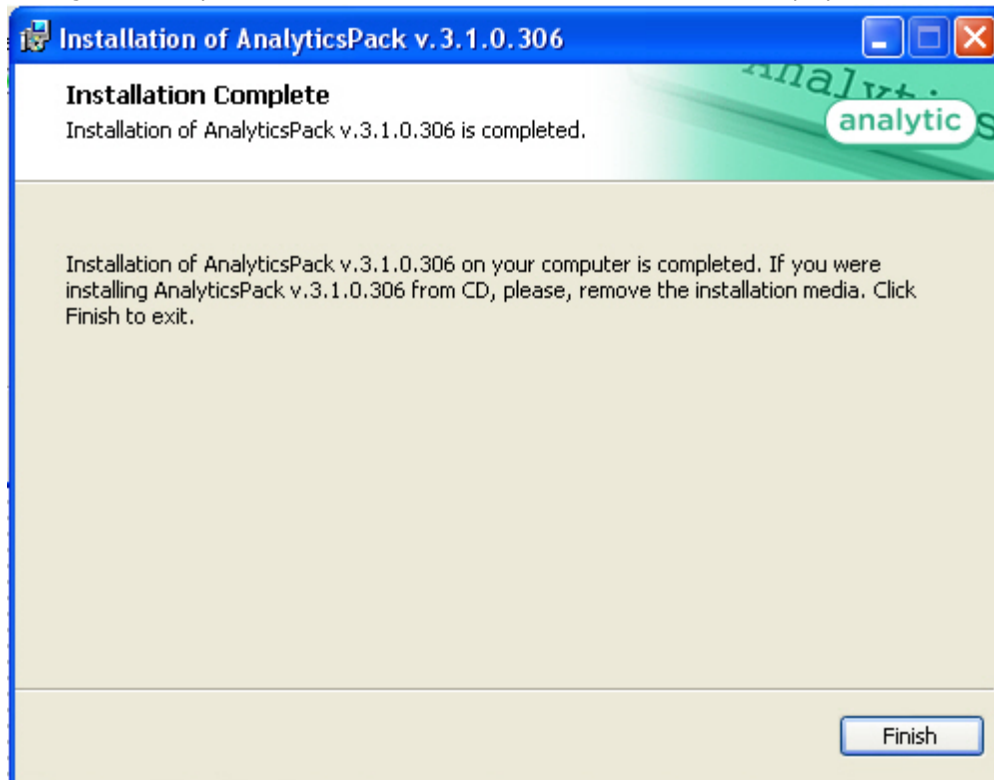 Installation of AnalyticsPack v.3.1.0.306
Installation Complete
Installation of AnalyticsPack v.3.1.0.306 is completed.
analytic
Installation of AnalyticsPack v.3.1.0.306 on your computer is completed. If you were
installing AnalyticsPack v.3.1.0.306 from CD, please, remove the installation media. Click
Finish to exit.
Finish